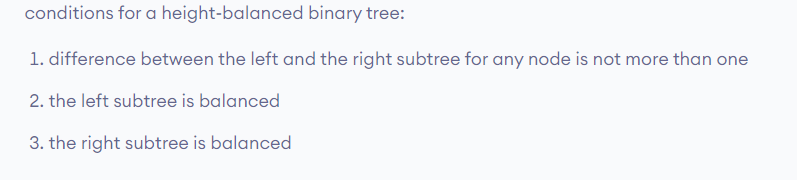 conditions for a height-balanced binary tree:
1. difference between the left and the right subtree for any node is not more than one
2. the left subtree is balanced
3. the right subtree is balanced